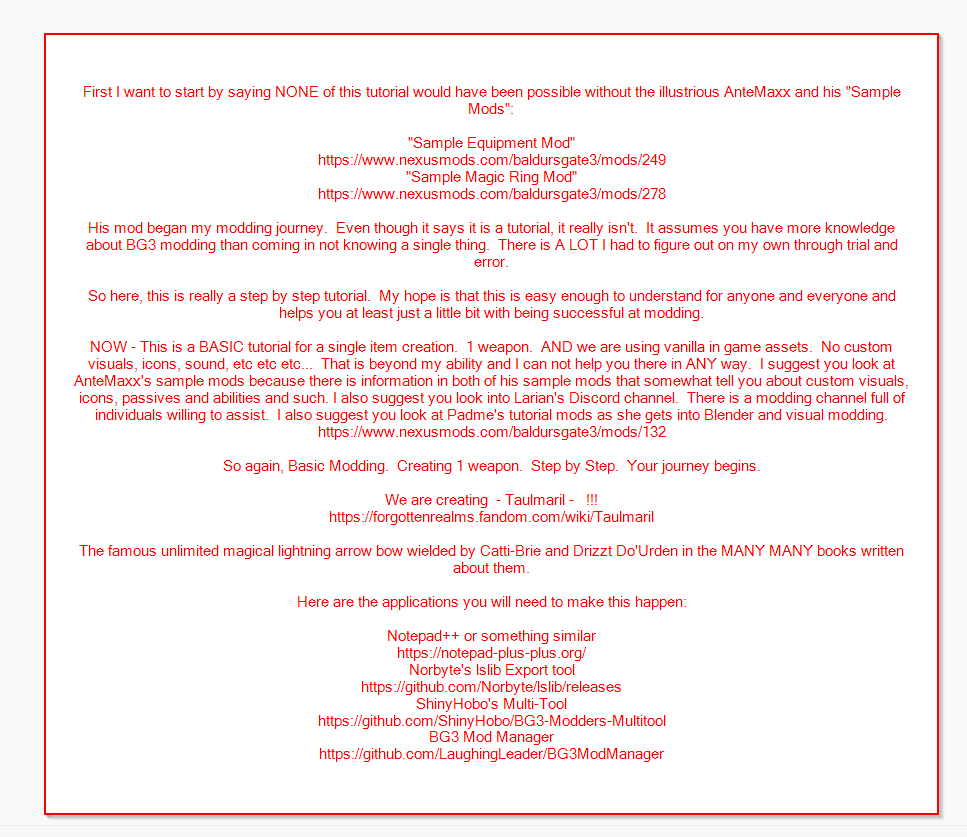 First I want to start by saying NONE of this tutorial would have been possible without the illustrious AnteMaxx and his "Sample
Mods":
"Sample Equipment Mod"
https://www.nexusmods.com/baldursgate3/mods/249
"Sample Magic Ring Mod"
https://www.nexusmods.com/baldursgate3/mods/278
His mod began my modding journey.  Even though it says it is a tutorial, it really isn't.  It assumes you have more knowledge
about BG3 modding than coming in not knowing a single thing.  There is A LOT I had to figure out on my own through trial and
error.
So here, this is really a step by step tutorial.  My hope is that this is easy enough to understand for anyone and everyone and
helps you at least just a little bit with being successful at modding.
NOW - This is a BASIC tutorial for a single item creation.  1 weapon.  AND we are using vanilla in game assets.  No custom
visuals, icons, sound, etc etc etc...  That is beyond my ability and I can not help you there in ANY way.  I suggest you look at
AnteMaxx's sample mods because there is information in both of his sample mods that somewhat tell you about custom visuals,
icons, passives and abilities and such. I also suggest you look into Larian's Discord channel.  There is a modding channel full of
individuals willing to assist.  I also suggest you look at Padme's tutorial mods as she gets into Blender and visual modding.
https://www.nexusmods.com/baldursgate3/mods/132
So again, Basic Modding.  Creating 1 weapon.  Step by Step.  Your journey begins.
We are creating  - Taulmaril -   !!!
https://forgottenrealms.fandom.com/wiki/Taulmaril
The famous unlimited magical lightning arrow bow wielded by Catti-Brie and Drizzt Do'Urden in the MANY MANY books written
about them.
Here are the applications you will need to make this happen:
Notepad++ or something similar
https://notepad-plus-plus.org/
Norbyte's lslib Export tool
https://github.com/Norbyte/lslib/releases
ShinyHobo's Multi-Tool
https://github.com/ShinyHobo/BG3-Modders-Multitool
BG3 Mod Manager
https://github.com/LaughingLeader/BG3ModManager